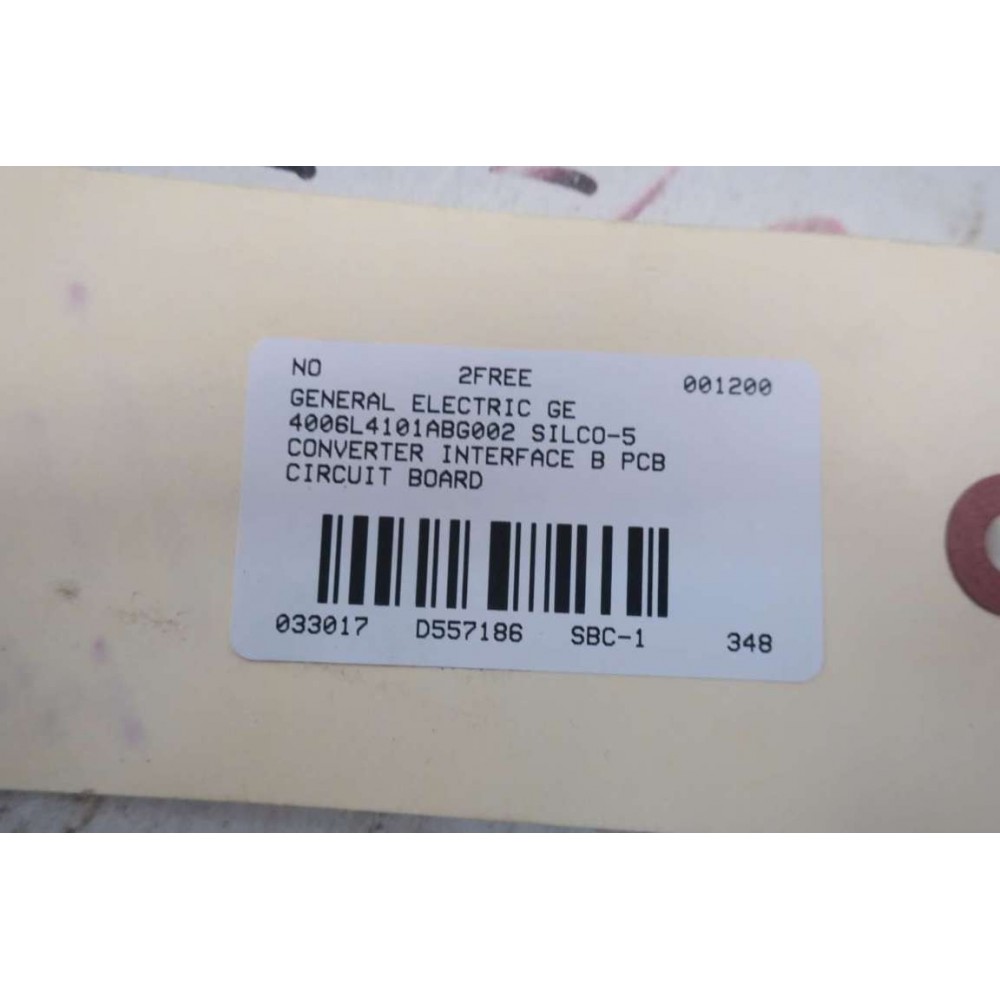 NO 2FREE 001200
GENERAL ELECTRIC GE
4006L4101ABG002 SILCO-5
CONVERTER INTERFACE B PCB
CIRCUIT BOARD
033017 D557186 SBC-1 348